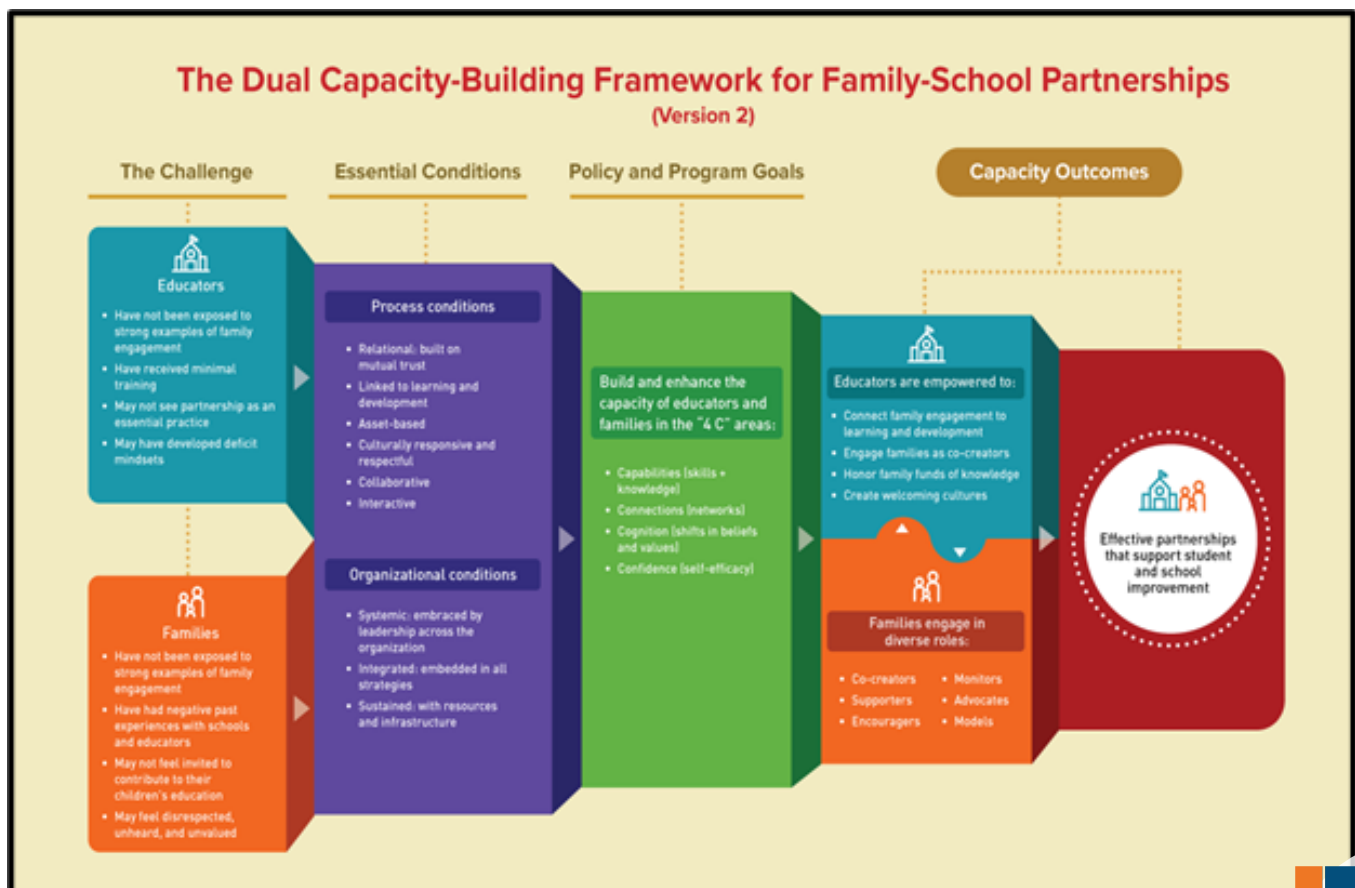 The Dual Capacity-Building Framework for Family-School Partnerships
(Version 2)
The Challenge
Essential Conditions
Policy and Program Goals
Capacity Outcomes
Educators
• Have not been exposed to
strong examples of family
engagement
• Have received minimal
training
• May not see partnership as an
essential practice
• May have developed deficit
mindsets
Families
• Have not been exposed to
strong examples of family
engagement
• Have had negative past
experiences with schools
and educators
• May not feel invited to
contribute to their
children's education
• May feel disrespected,
unheard, and unvalued
Process conditions
• Relational: built on
mutual trust
• Linked to learning and
development
• Asset-based
• Culturally responsive and
respectful
• Collaborative
• Interactive
Organizational conditions
• Systemic: embraced by
leadership across the
organization
• Integrated: embedded in all
strategies
• Sustained: with resources
and infrastructure
Build and enhance the
capacity of educators and
families in the "4 C" areas:
• Capabilities (skills +
knowledge)
• Connections (networks)
• Cognition (shifts in beliefs
and values)
• Confidence (self-efficacy)
Educators are empowered to:
• Connect family engagement to
learning and development
• Engage families as co-creators
• Honor family funds of knowledge
• Create welcoming cultures
Families engage in
diverse roles:
• Co-creators
• Supporters
• Encouragers
• Monitors
• Advocates
• Models
Effective partnerships
that support student
and school
improvement